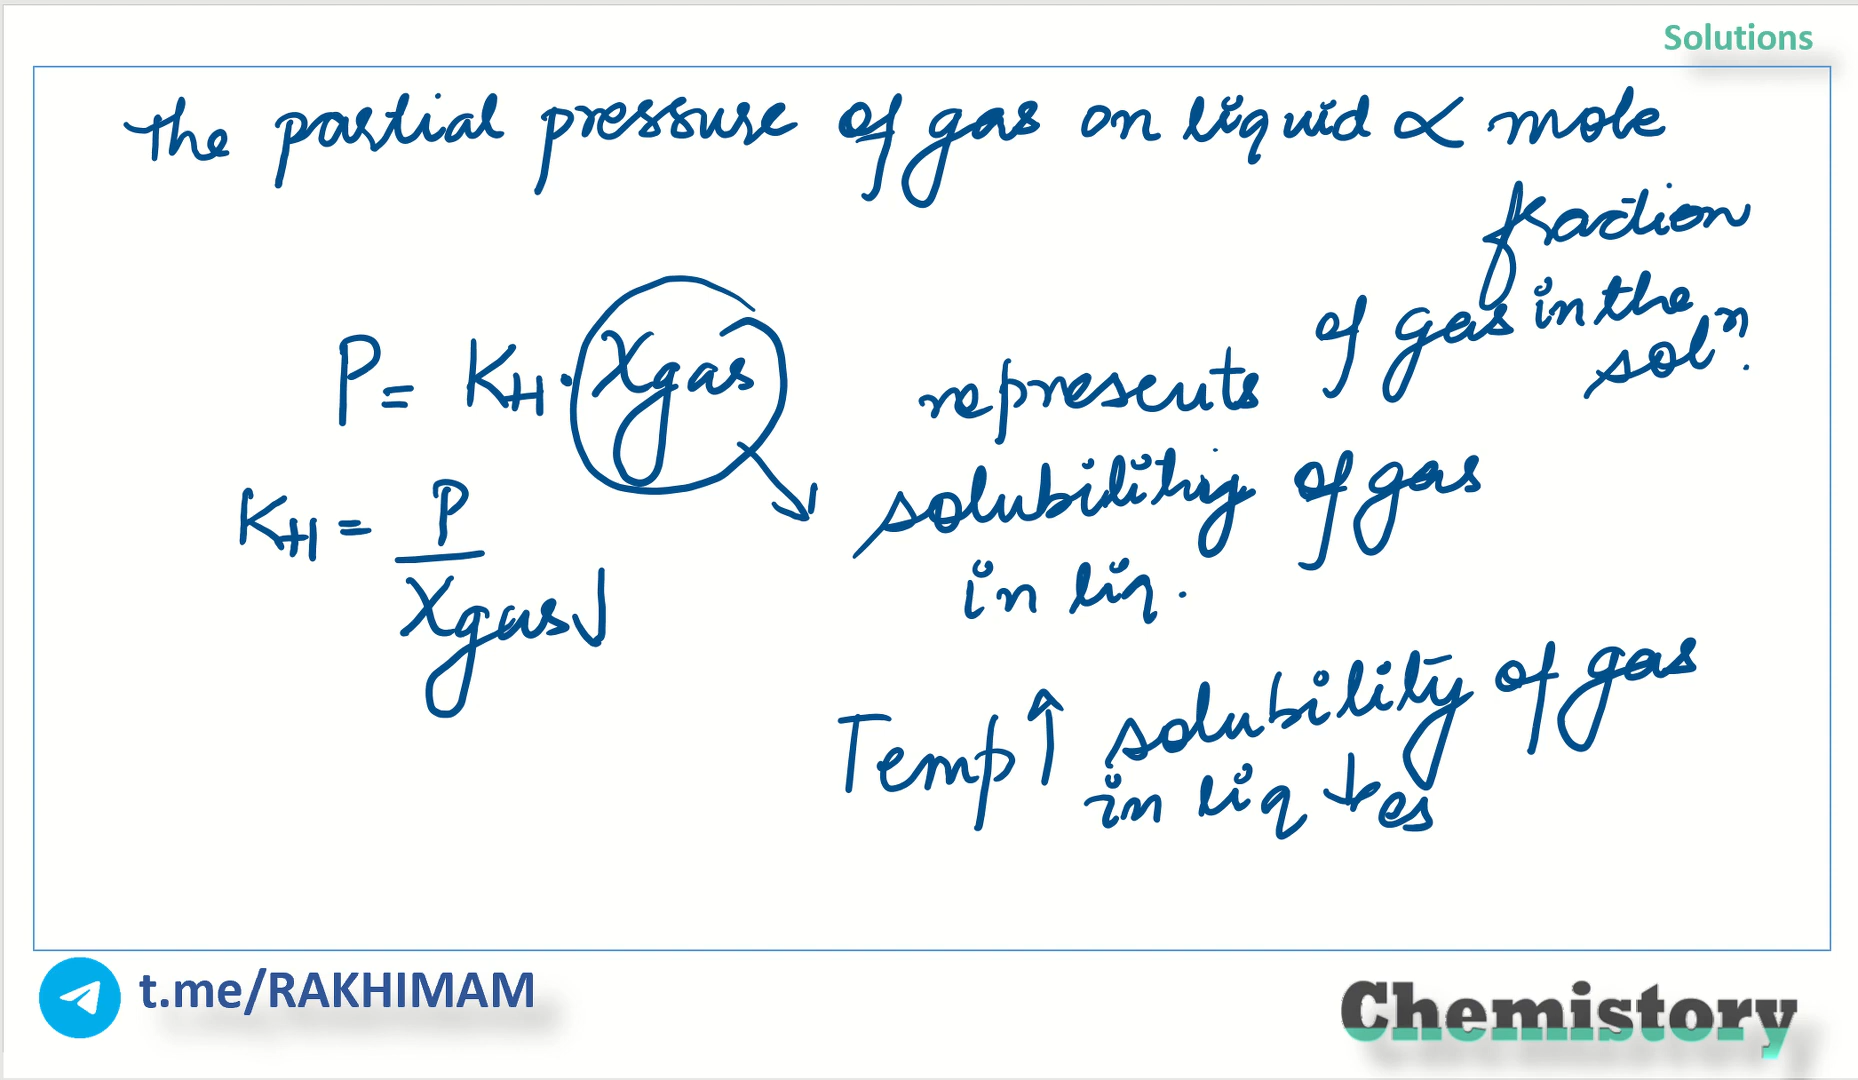 Solutions
The partial pressure of gas on liquid ∝ mole
fraction
of gas in the
solⁿ.
P = KH · Xgas
represents
solubility of gas
in liq.
KH = P
Xgas ↓
Temp ↑ solubility of gas
in liq ↓es
t.me/RAKHIMAM
Chemistory